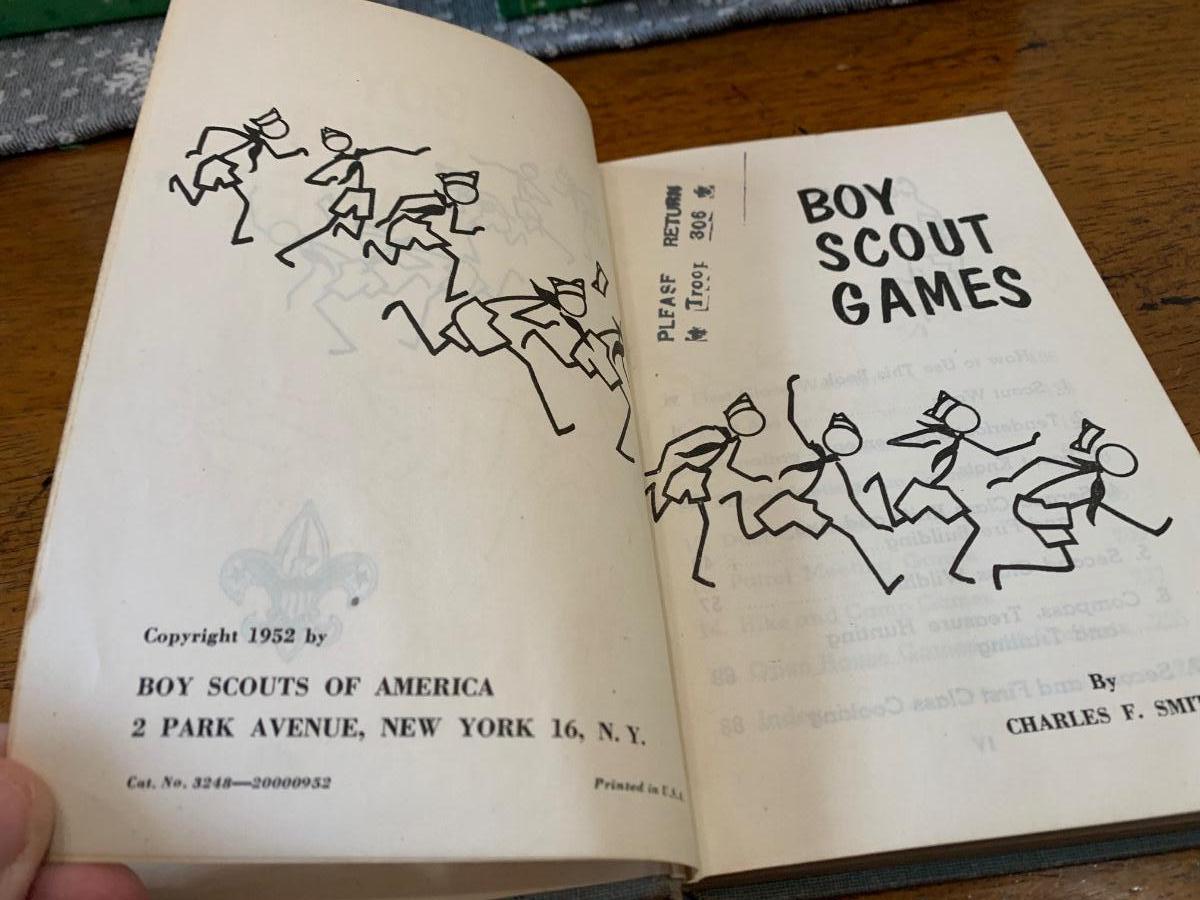 Copyright 1952 by
BOY SCOUTS OF AMERICA
2 PARK AVENUE, NEW YORK 16, N. Y.
Cat. No. 3248—20000952
Printed in U.S.A.
PLEASE RETURN
Troop 306
BOY
SCOUT
GAMES
By
CHARLES F. SMIT